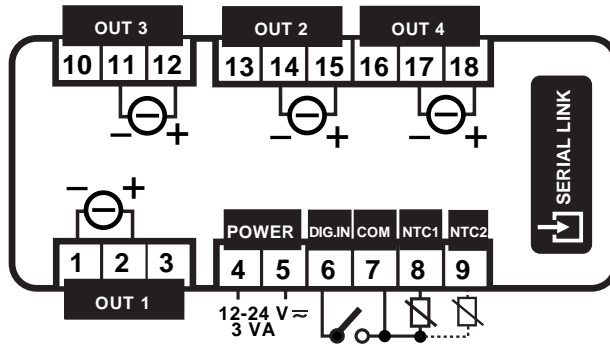 OUT 3
OUT 2
OUT 4
10 11 12
13 14 15 16 17 18
− +
− +
− +
SERIAL LINK
− +
POWER DIG.IN COM NTC1 NTC2
1 2 3
4 5 6 7 8 9
OUT 1
12-24 V ⎓
3 VA